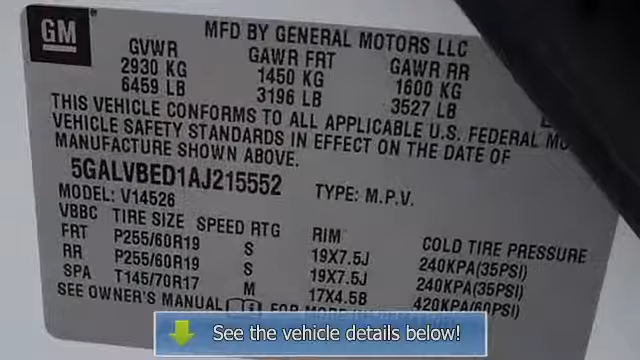 GM
MFD BY GENERAL MOTORS LLC
GVWR GAWR FRT GAWR RR
2930 KG 1450 KG 1600 KG
6459 LB 3196 LB 3527 LB
THIS VEHICLE CONFORMS TO ALL APPLICABLE U.S. FEDERAL
VEHICLE SAFETY STANDARDS IN EFFECT ON THE DATE OF
MANUFACTURE SHOWN ABOVE.
5GALVBED1AJ215552 TYPE: M.P.V.
MODEL: V14526
VBBC TIRE SIZE SPEED RTG RIM COLD TIRE PRESSURE
FRT P255/60R19 S 19X7.5J 240KPA(35PSI)
RR P255/60R19 S 19X7.5J 240KPA(35PSI)
SPA T145/70R17 M 17X4.5B 420KPA(60PSI)
SEE OWNER'S MANUAL FOR MORE
See the vehicle details below!